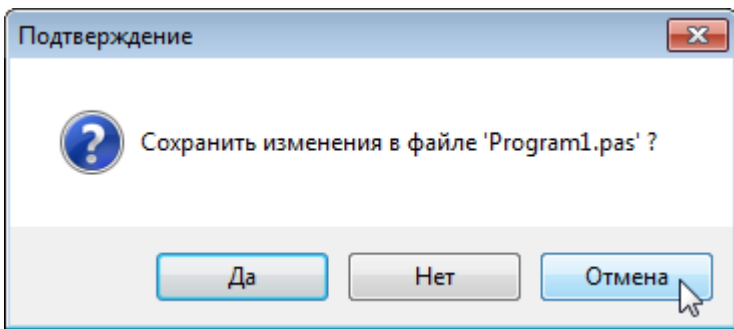 Подтверждение
Сохранить изменения в файле 'Program1.pas' ?
Да Нет Отмена